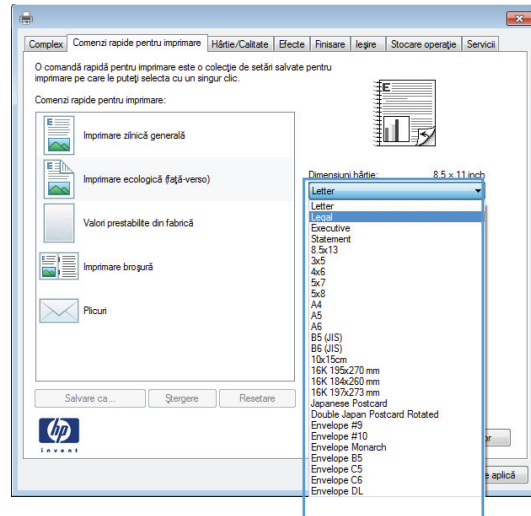 Complex Comenzi rapide pentru imprimare Hârtie/Calitate Efecte Finisare Ieşire Stocare operaţie Servicii
O comandă rapidă pentru imprimare este o colecţie de setări salvate pentru
imprimare pe care le puteţi selecta cu un singur clic.
Comenzi rapide pentru imprimare:
Imprimare zilnică generală
Imprimare ecologică (faţă-verso)
Valori prestabilite din fabrică
Imprimare broşură
Plicuri
Salvare ca... Ştergere Resetare
hp
invent
E
Dimensiuni hârtie: 8.5 × 11 inch
Letter
Letter
Legal
Executive
Statement
8.5x13
3x5
4x6
5x7
5x8
A4
A5
A6
B5 (JIS)
B6 (JIS)
10x15cm
16K 195x270 mm
16K 184x260 mm
16K 197x273 mm
Japanese Postcard
Double Japan Postcard Rotated
Envelope #9
Envelope #10
Envelope Monarch
Envelope B5
Envelope C5
Envelope C6
Envelope DL
aplică